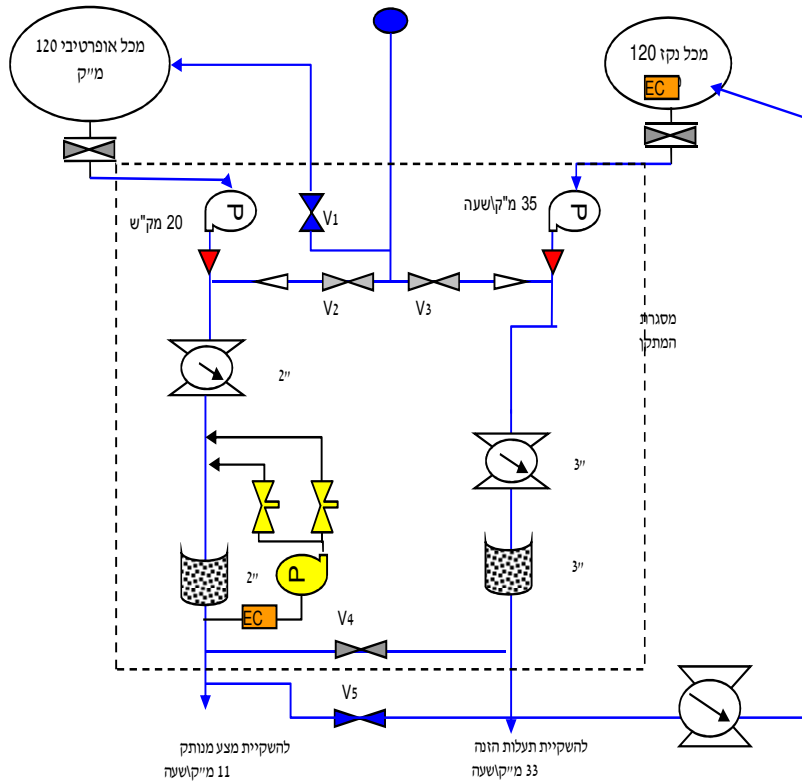 מכל אופרטיבי 120
מ״ק
מכל נקז 120
EC
P
20 מק"ש
V1
35 מ"ק\שעה
P
V2
V3
מסגרת
המתקן
2״
3״
2״
P
3״
EC
V4
V5
להשקיית מצע מנותק
11 מ״ק\שעה
להשקיית תעלות הזנה
33 מ״ק\שעה